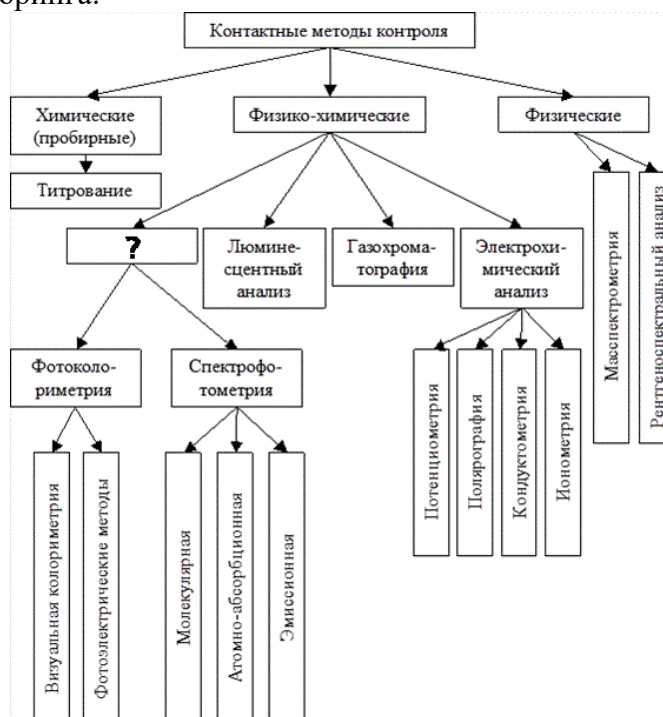 оринга.
Контактные методы контроля
Химические
(пробирные)
Физико-химические
Физические
Титрование
?
Люмине-
сцентный
анализ
Газохрома-
тография
Электрохи-
мический
анализ
Масспектрометрия
Рентгеноспектральный анализ
Фотоколо-
риметрия
Спектрофо-
тометрия
Потенциометрия
Полярография
Кондуктометрия
Ионометрия
Визуальная колориметрия
Фотоэлектрические методы
Молекулярная
Атомно-абсорбционная
Эмиссионная